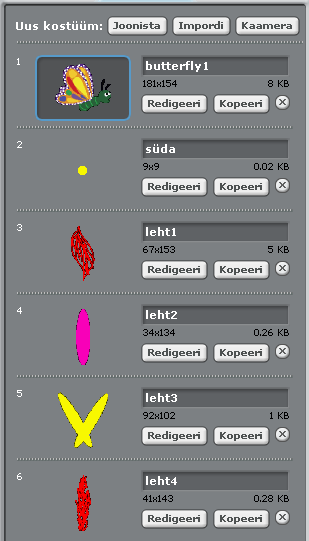 Uus kostüüm: Joonista Impordi Kaamera
1
butterfly1
181x154 8 KB
Redigeeri Kopeeri
2
süda
9x9 0.02 KB
Redigeeri Kopeeri
3
leht1
67x153 5 KB
Redigeeri Kopeeri
4
leht2
34x134 0.26 KB
Redigeeri Kopeeri
5
leht3
92x102 1 KB
Redigeeri Kopeeri
6
leht4
41x143 0.28 KB
Redigeeri Kopeeri